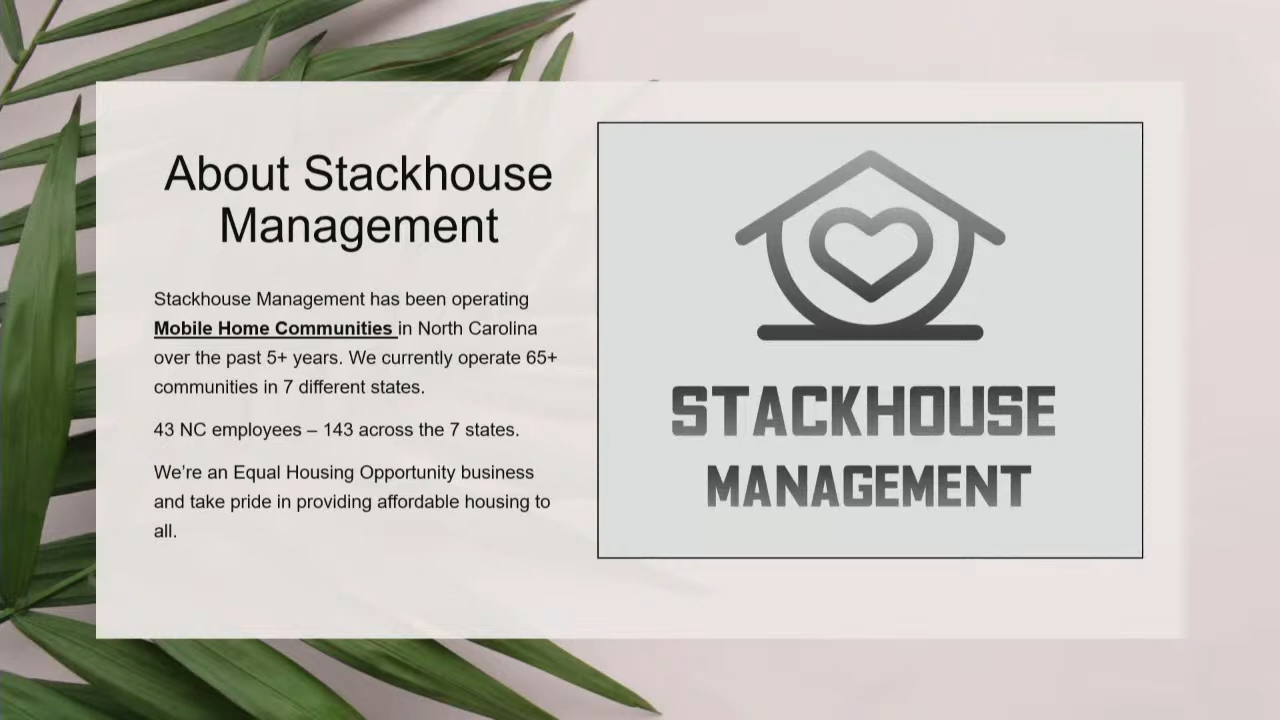 About Stackhouse
Management
Stackhouse Management has been operating
Mobile Home Communities in North Carolina
over the past 5+ years. We currently operate 65+
communities in 7 different states.
43 NC employees – 143 across the 7 states.
We’re an Equal Housing Opportunity business
and take pride in providing affordable housing to
all.
STACKHOUSE
MANAGEMENT